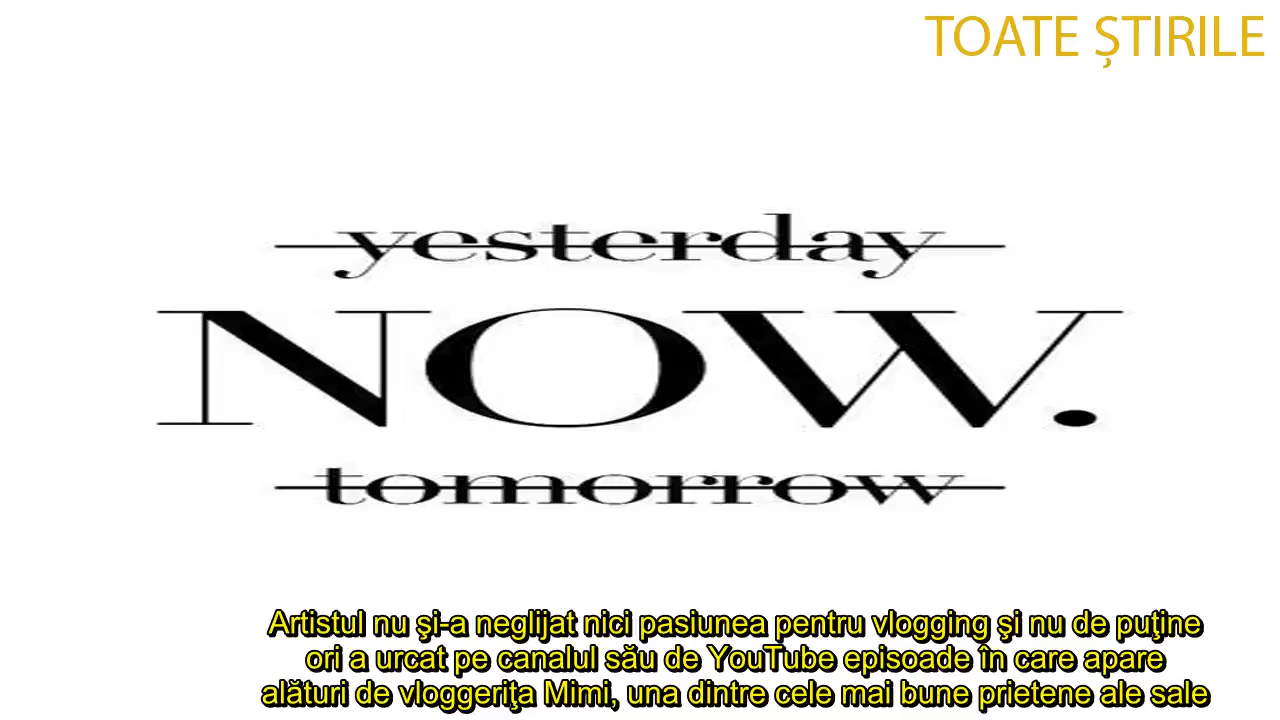 TOATE ȘTIRILE
yesterday
NOW.
tomorrow
Artistul nu şi-a neglijat nici pasiunea pentru vlogging şi nu de puţine
ori a urcat pe canalul său de YouTube episoade în care apare
alături de vloggeriţa Mimi, una dintre cele mai bune prietene ale sale